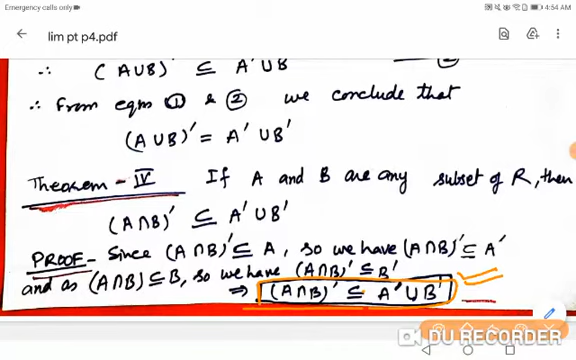 Emergency calls only
4:54 AM
lim pt p4.pdf
∴ (A∪B)′ ⊆ A′ ∪ B′ ②
∴ From eqns ① & ② we conclude that
(A ∪ B)′ = A′ ∪ B′
Theorem - IV If A and B are any subset of R, then
(A∩B)′ ⊆ A′ ∪ B′
PROOF - Since (A∩B)′ ⊆ A, so we have (A∩B)′ ⊆ A′
and as (A∩B) ⊆ B, so we have (A∩B)′ ⊆ B′
⇒ (A∩B)′ ⊆ A′ ∪ B′
DU RECORDER